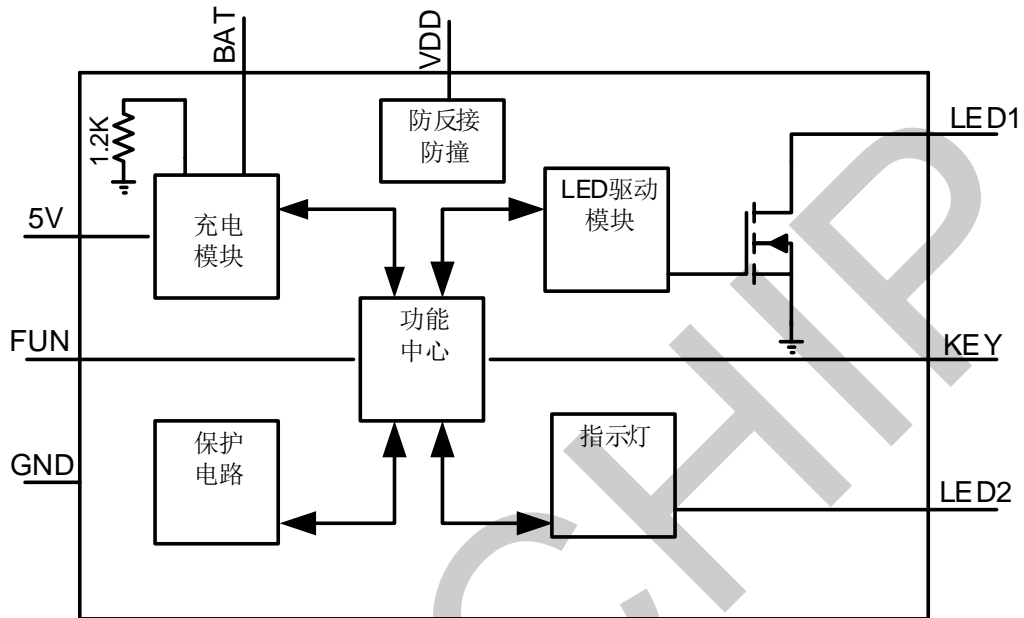 BAT
VDD
1.2K
防反接
防撞
LED1
5V
充电
模块
LED驱动
模块
FUN
功能
中心
KEY
GND
保护
电路
指示灯
LED2
CHIP